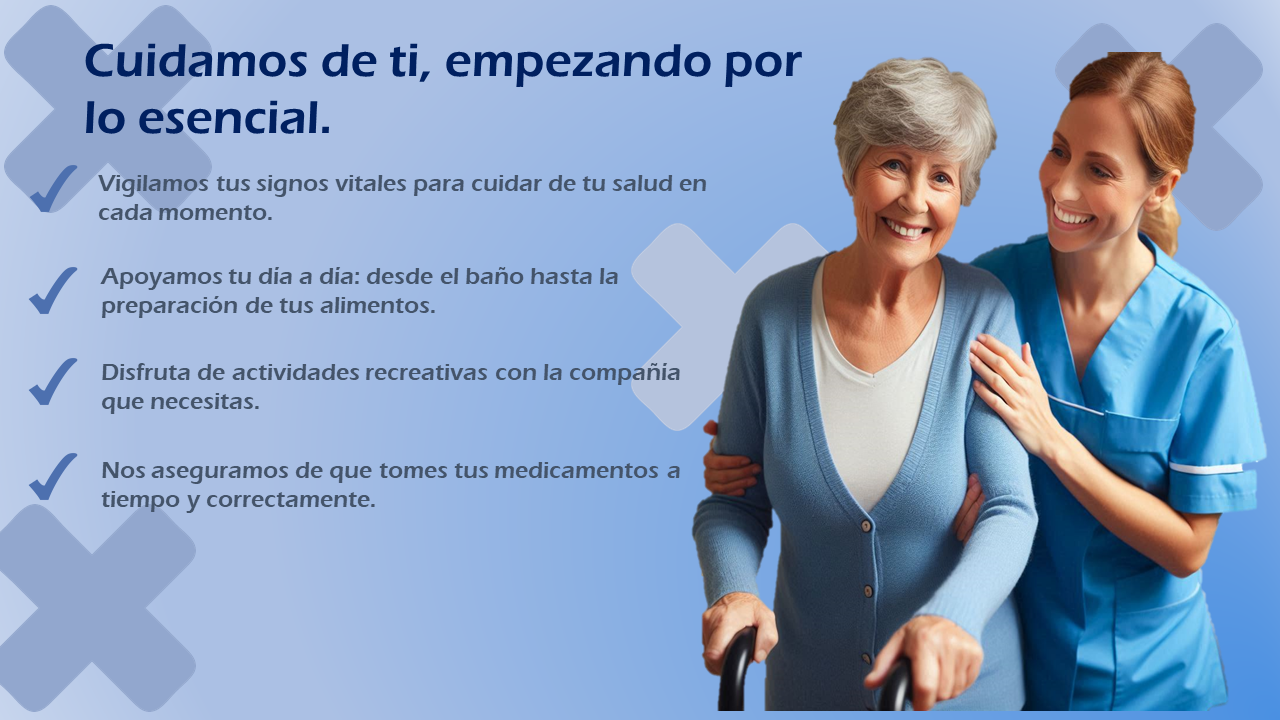 Cuidamos de ti, empezando por
lo esencial.
Vigilamos tus signos vitales para cuidar de tu salud en
cada momento.
Apoyamos tu día a día: desde el baño hasta la
preparación de tus alimentos.
Disfruta de actividades recreativas con la compañía
que necesitas.
Nos aseguramos de que tomes tus medicamentos a
tiempo y correctamente.